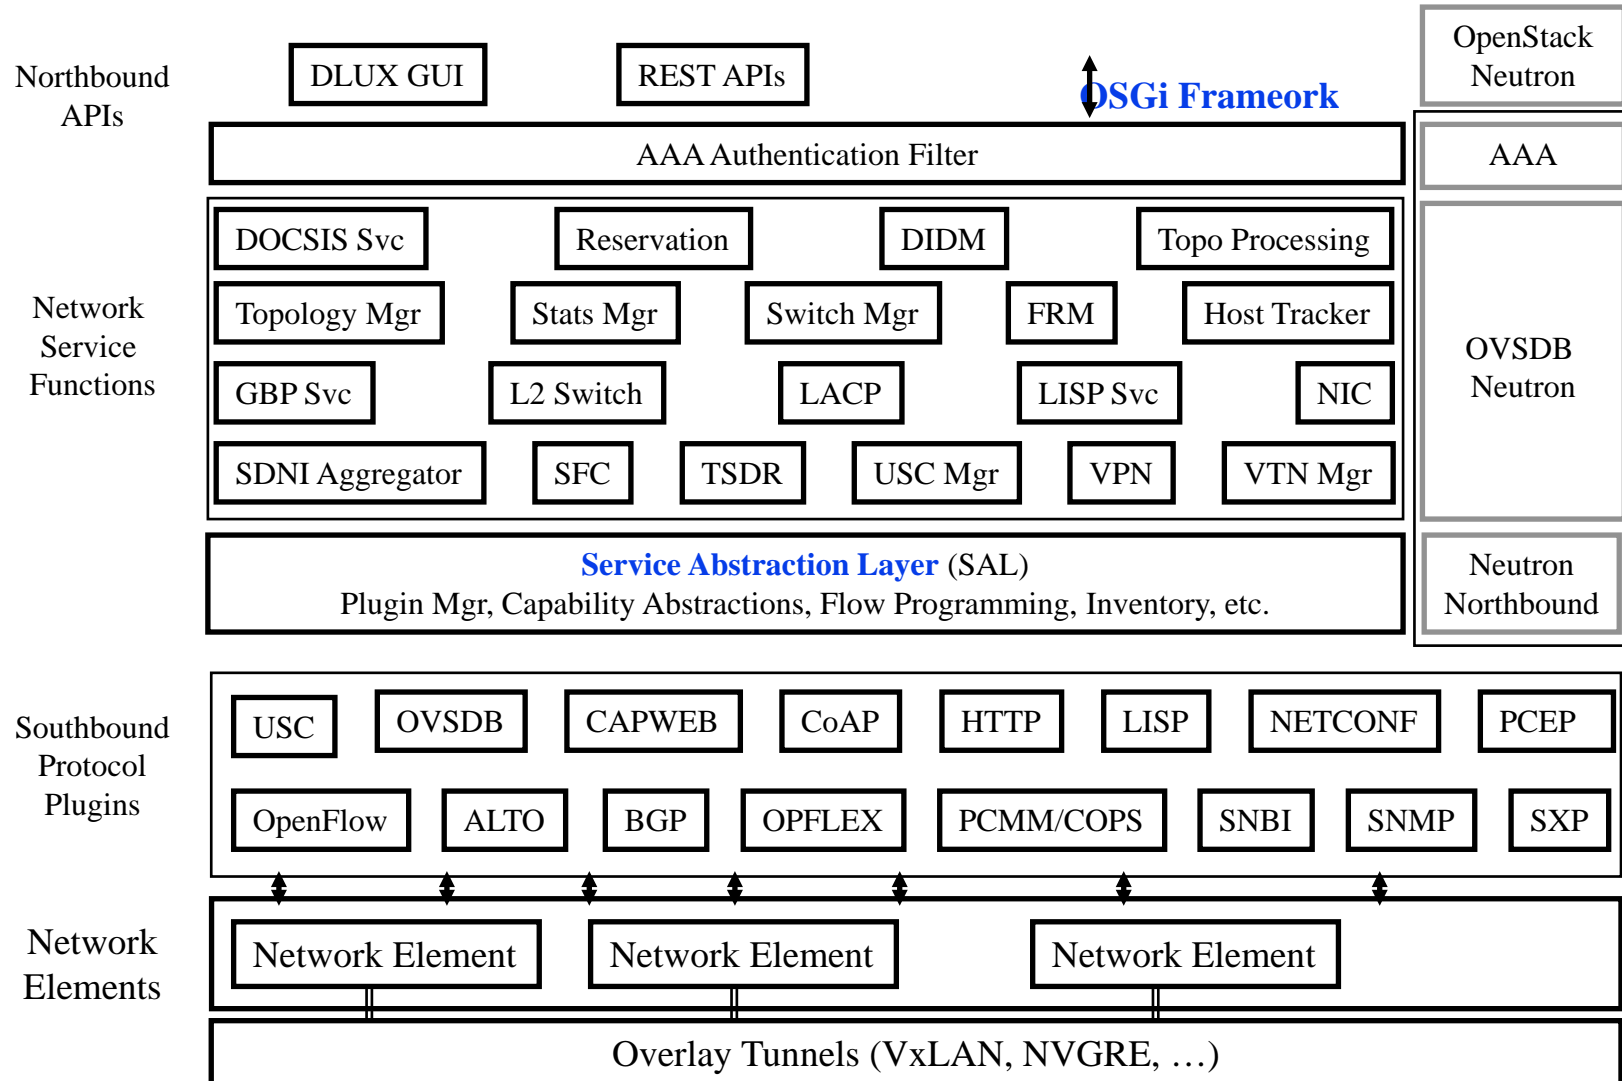 Northbound
APIs
DLUX GUI
REST APIs
OSGi Frameork
OpenStack
Neutron
AAA Authentication Filter
AAA
Network
Service
Functions
DOCSIS Svc
Reservation
DIDM
Topo Processing
Topology Mgr
Stats Mgr
Switch Mgr
FRM
Host Tracker
GBP Svc
L2 Switch
LACP
LISP Svc
NIC
SDNI Aggregator
SFC
TSDR
USC Mgr
VPN
VTN Mgr
OVSDB
Neutron
Service Abstraction Layer (SAL)
Plugin Mgr, Capability Abstractions, Flow Programming, Inventory, etc.
Neutron
Northbound
Southbound
Protocol
Plugins
USC
OVSDB
CAPWEB
CoAP
HTTP
LISP
NETCONF
PCEP
OpenFlow
ALTO
BGP
OPFLEX
PCMM/COPS
SNBI
SNMP
SXP
Network
Elements
Network Element
Network Element
Network Element
Overlay Tunnels (VxLAN, NVGRE, …)